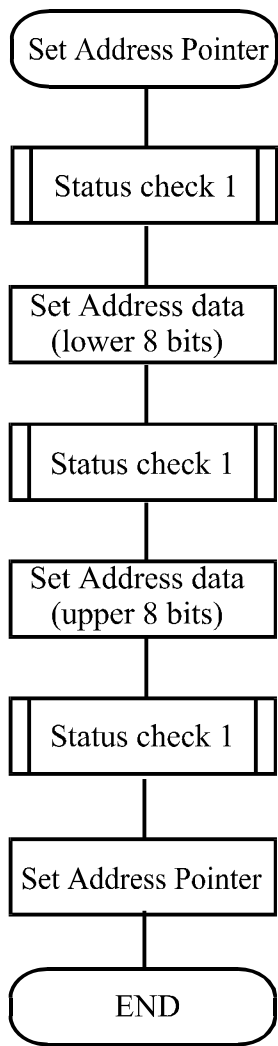 Set Address Pointer
Status check 1
Set Address data
(lower 8 bits)
Status check 1
Set Address data
(upper 8 bits)
Status check 1
Set Address Pointer
END